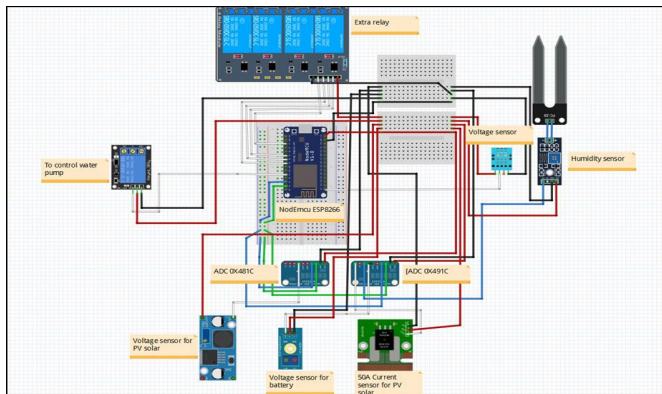 Extra relay
Voltage sensor
To control water
pump
Humidity sensor
NodEmcu ESP8266
ADC 0X481C
[ADC 0X491C
Voltage sensor for
PV solar
Voltage sensor for
battery
50A Current
sensor for PV
solar